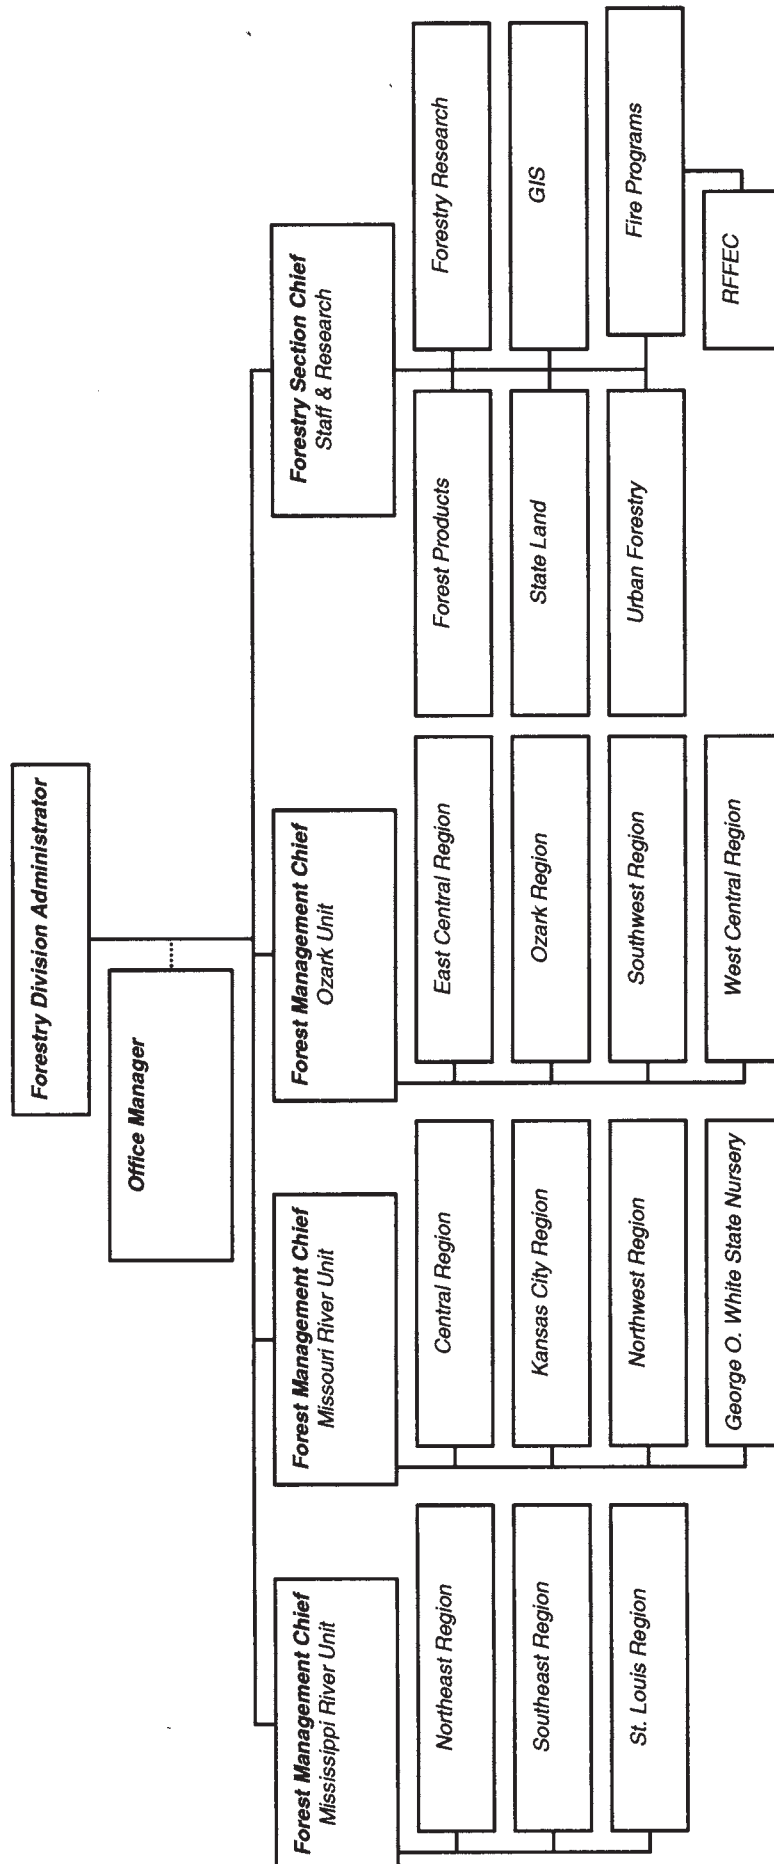 Forestry Division Administrator
Office Manager
Forest Management Chief
Mississippi River Unit
Northeast Region
Southeast Region
St. Louis Region
Forest Management Chief
Missouri River Unit
Central Region
Kansas City Region
Northwest Region
George O. White State Nursery
Forest Management Chief
Ozark Unit
East Central Region
Ozark Region
Southwest Region
West Central Region
Forestry Section Chief
Staff & Research
Forest Products
Forestry Research
State Land
GIS
Urban Forestry
Fire Programs
RFFEC